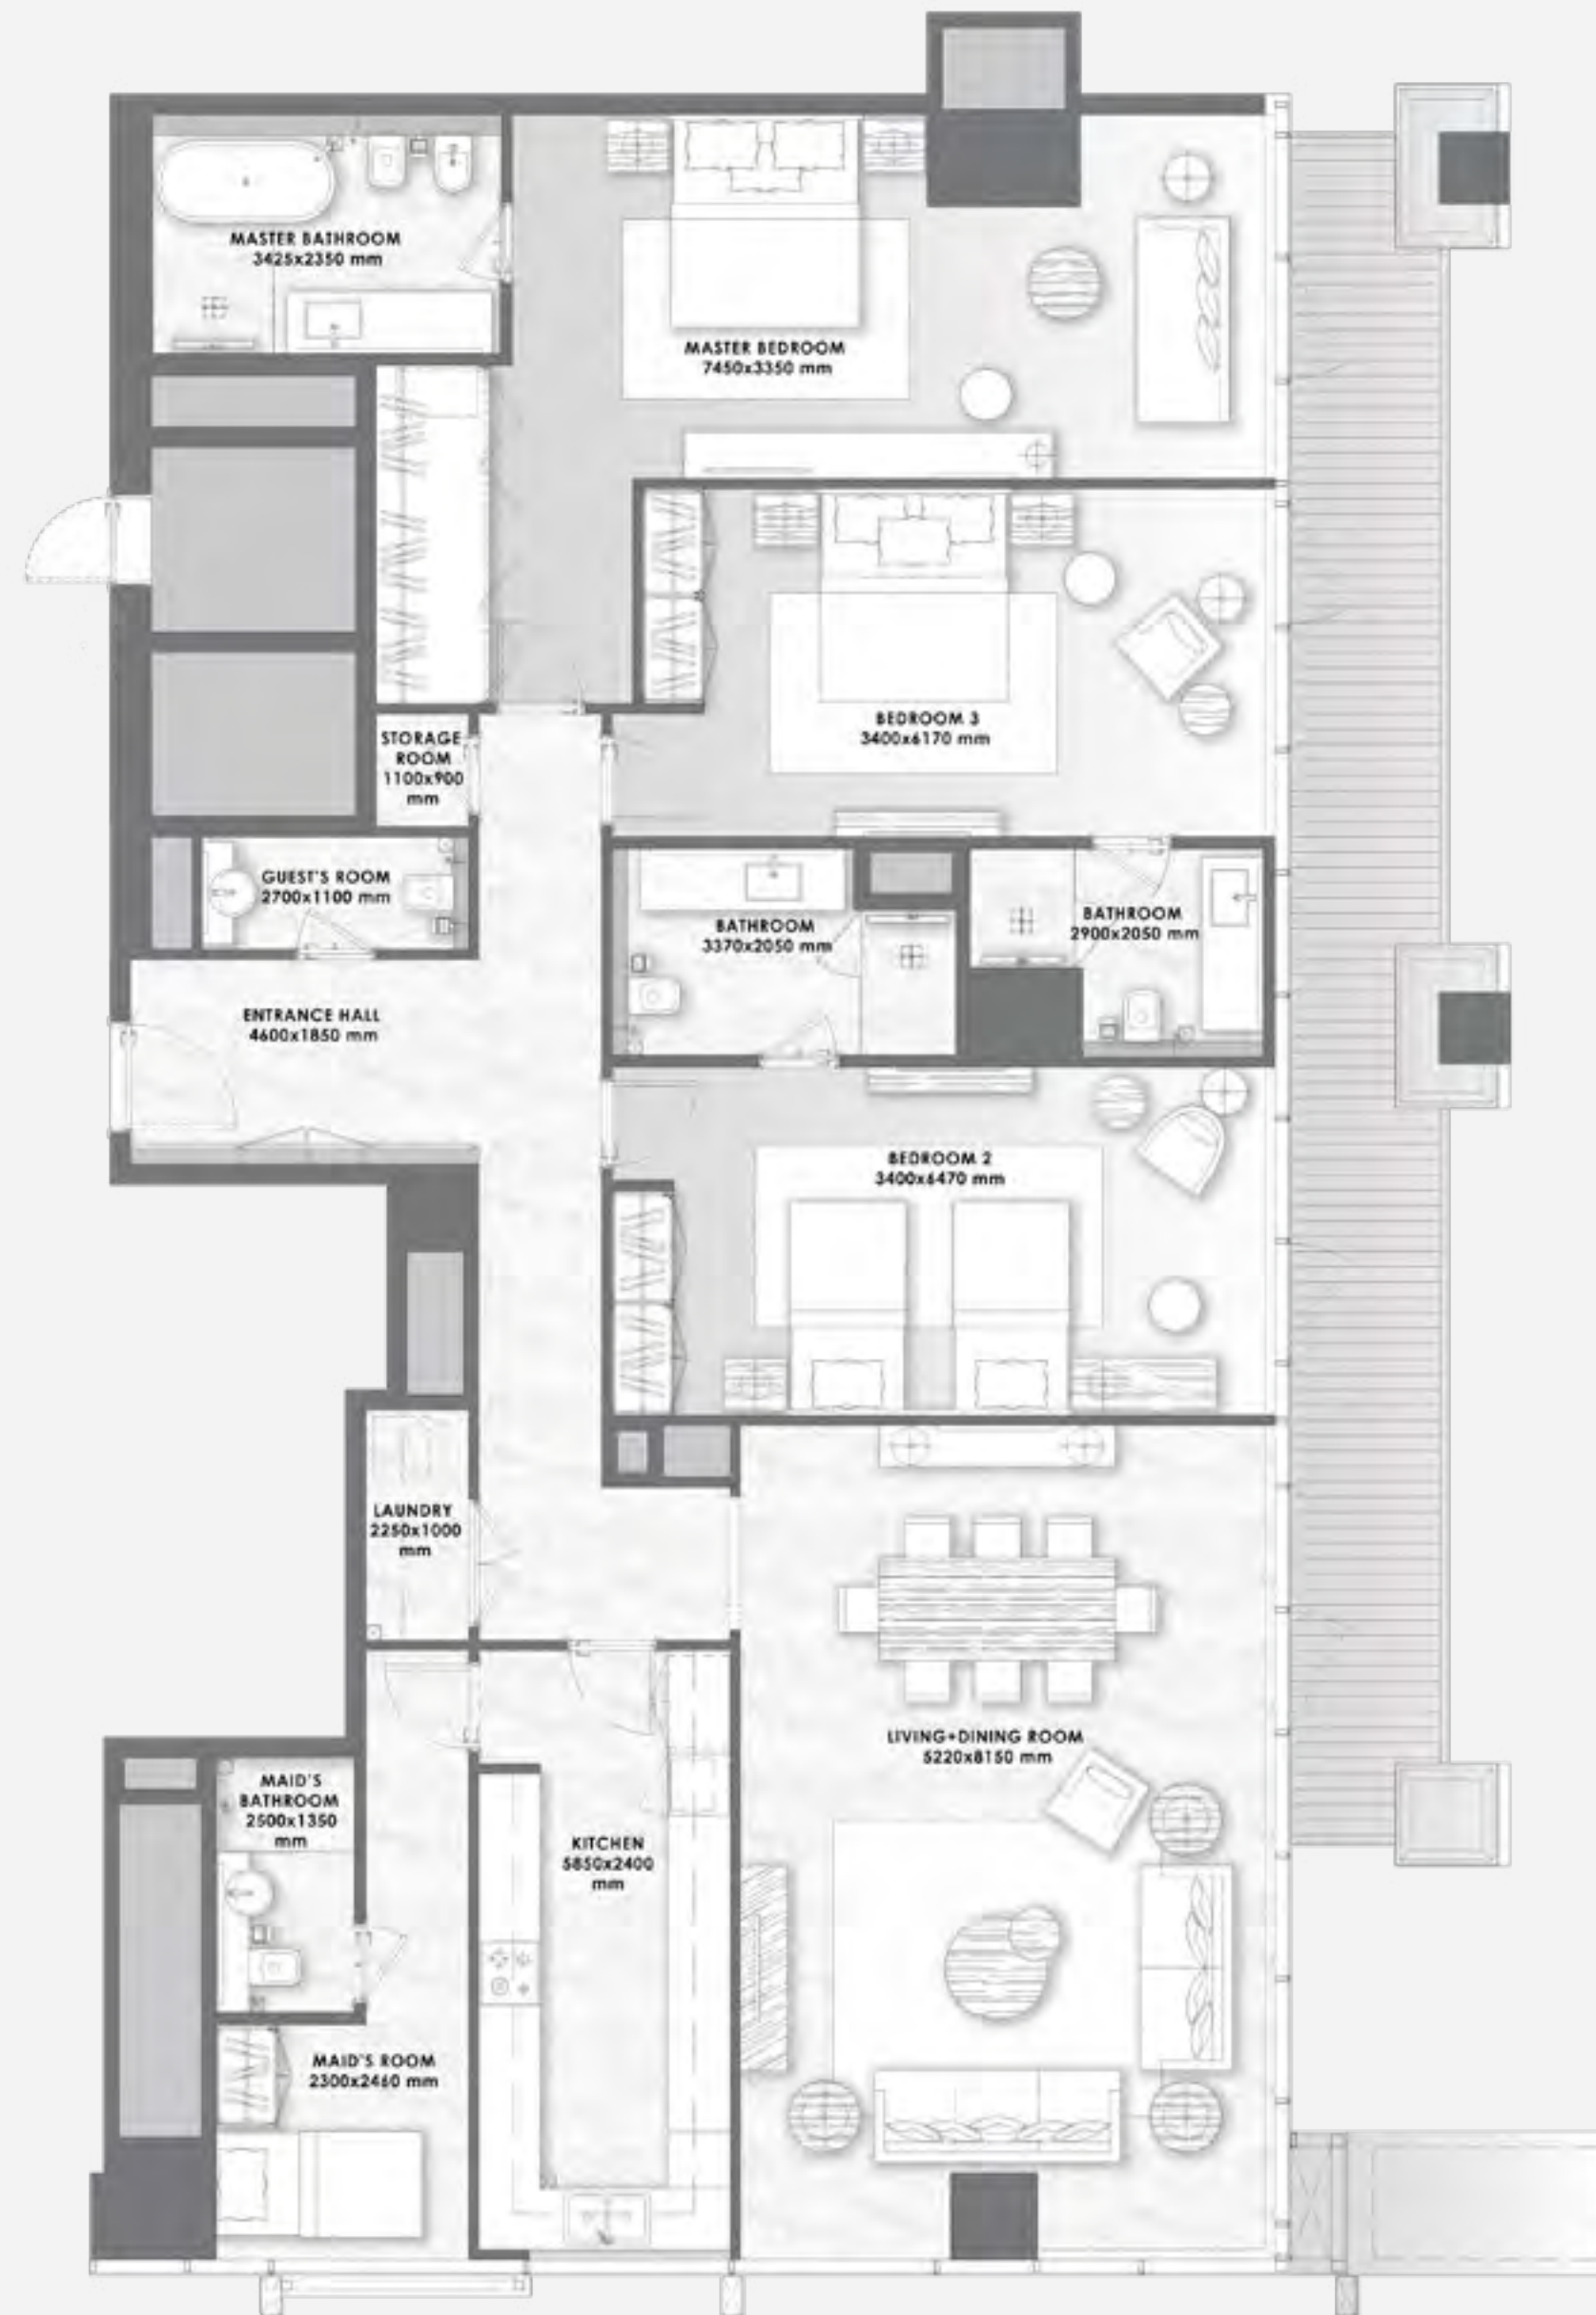 MASTER BATHROOM
3425x2350 mm
MASTER BEDROOM
7450x3350 mm
BEDROOM 3
3400x6170 mm
STORAGE
ROOM
1100x900
mm
GUEST'S ROOM
2700x1100 mm
BATHROOM
3370x2050 mm
BATHROOM
2900x2050 mm
ENTRANCE HALL
4600x1850 mm
BEDROOM 2
3400x6470 mm
LAUNDRY
2250x1000
mm
LIVING+DINING ROOM
5220x8150 mm
MAID'S
BATHROOM
2500x1350
mm
KITCHEN
5850x2400
mm
MAID'S ROOM
2300x2460 mm